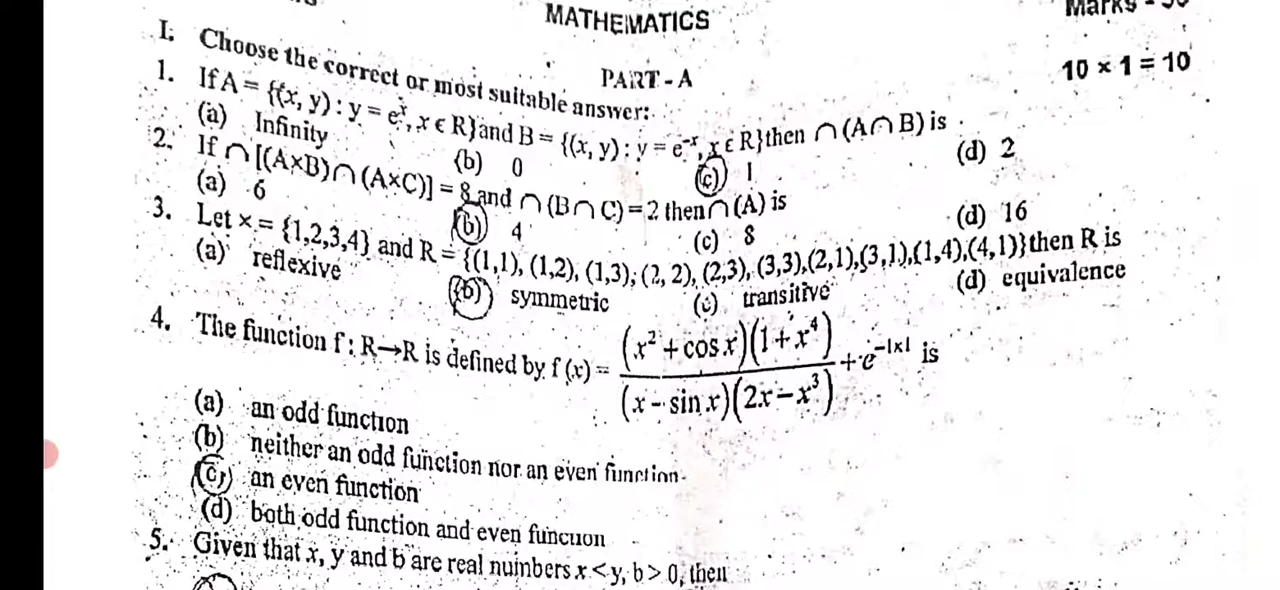 MATHEMATICS
Marks - 50
PART - A
10 × 1 = 10
I. Choose the correct or most suitable answer:
1. If A = {(x, y) : y = eˣ, x ε R} and B = {(x, y) : y = e⁻ˣ, x ε R} then ∩ (A∩B) is
(a) Infinity (b) 0 (c) 1 (d) 2
2. If ∩ [(A×B)∩(A×C)] = 8 and ∩ (B∩C) = 2 then ∩ (A) is
(a) 6 (b) 4 (c) 8 (d) 16
3. Let × = {1,2,3,4} and R = {(1,1), (1,2), (1,3), (2, 2), (2,3), (3,3),(2,1),(3,1),(1,4),(4,1)} then R is
(a) reflexive (b) symmetric (c) transitive (d) equivalence
4. The function f : R→R is defined by f (x) = (x² + cos x)(1 + x⁴) / (x - sin x)(2x - x³) + e^-|x| is
(a) an odd function
(b) neither an odd function nor an even function
(c) an even function
(d) both odd function and even function
5. Given that x, y and b are real numbers x < y, b > 0, then